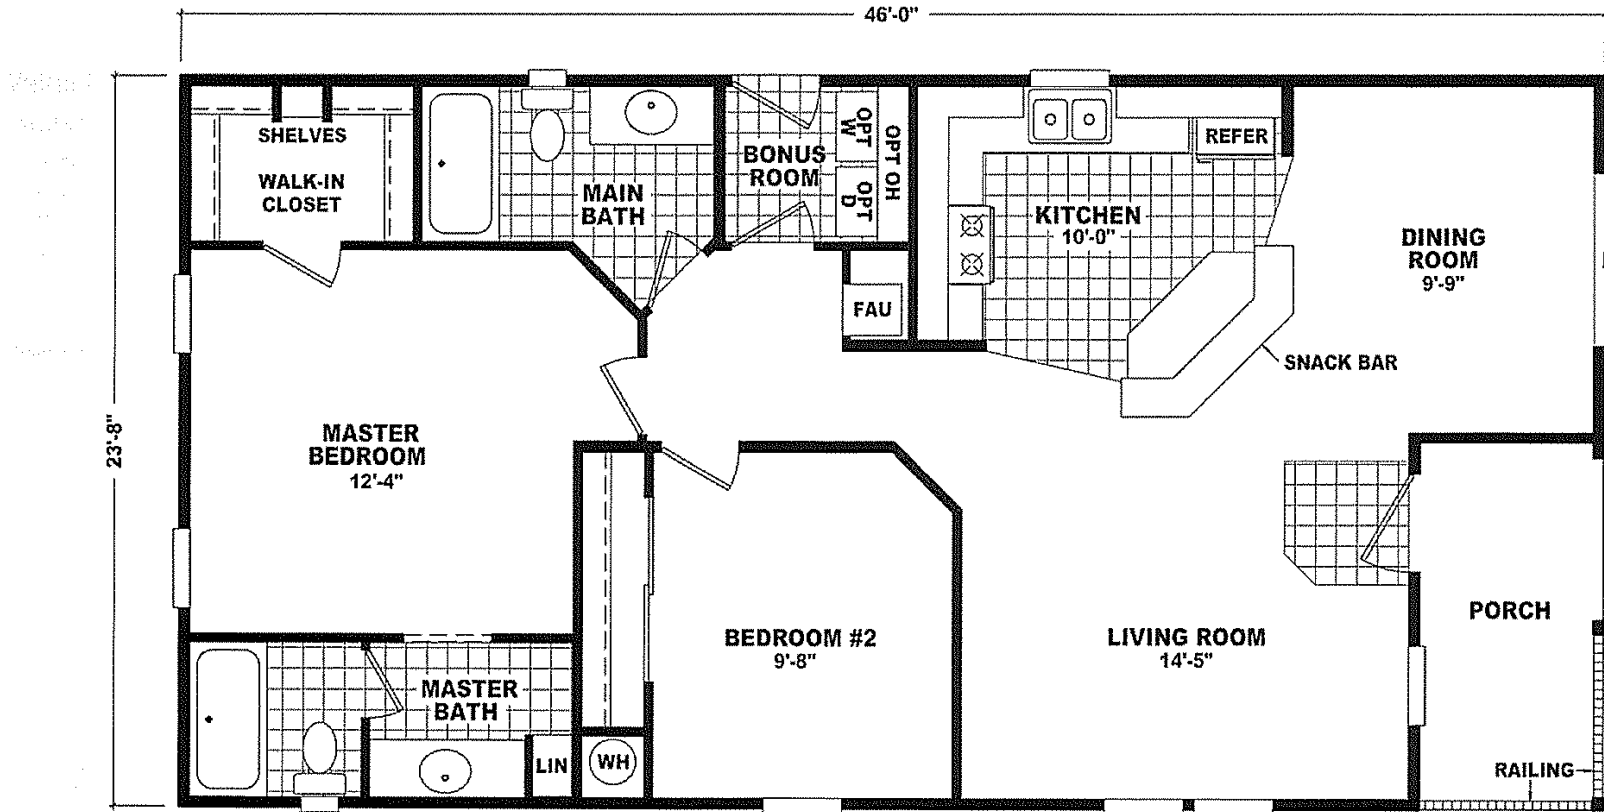 46'-0"
23'-8"
SHELVES
WALK-IN
CLOSET
MAIN
BATH
BONUS
ROOM
OPT
W
OPT
D
OPT OH
REFER
KITCHEN
10'-0"
DINING
ROOM
9'-9"
FAU
SNACK BAR
MASTER
BEDROOM
12'-4"
BEDROOM #2
9'-8"
LIVING ROOM
14'-5"
PORCH
MASTER
BATH
LIN
WH
RAILING